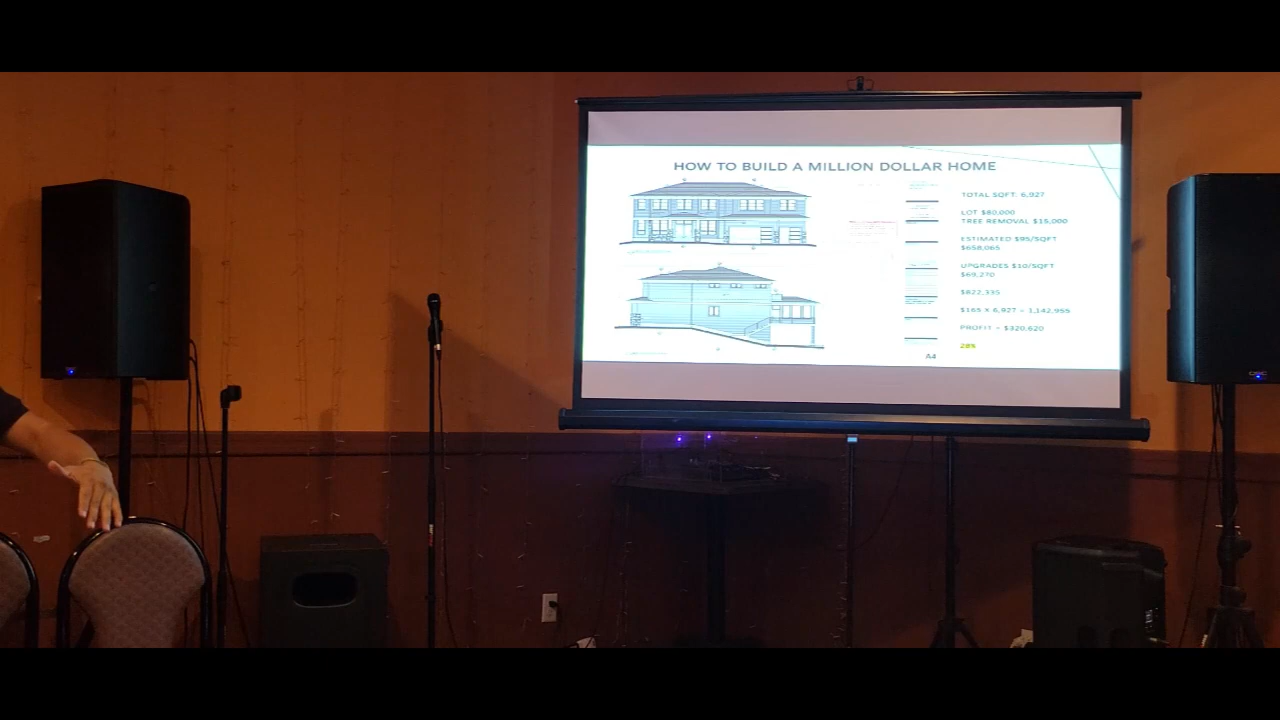 HOW TO BUILD A MILLION DOLLAR HOME
TOTAL SQFT: 6,927
LOT $80,000
TREE REMOVAL $15,000
ESTIMATED $95/SQFT
$658,065
UPGRADES $10/SQFT
$69,270
$822,335
$165 X 6,927 = 1,142,955
PROFIT = $320,620
28%
A4
QSC